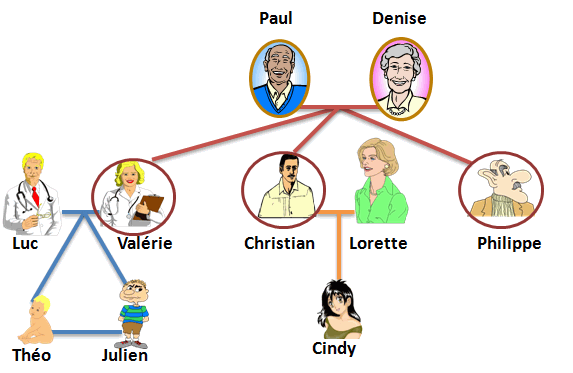 Paul Denise
Luc Valérie Christian Lorette Philippe
Théo Julien Cindy